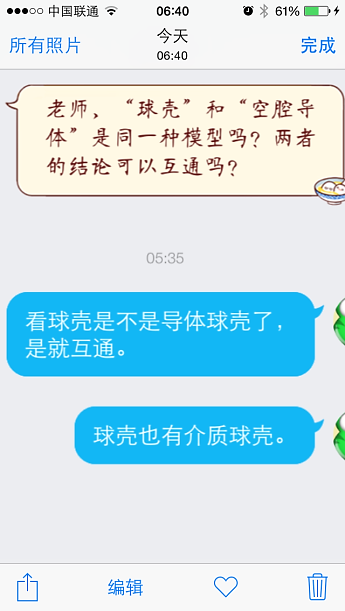 中国联通 06:40 61%
所有照片 今天 完成
06:40
老师，“球壳”和“空腔导
体”是同一种模型吗？两者
的结论可以互通吗？
05:35
看球壳是不是导体球壳了，
是就互通。
球壳也有介质球壳。
编辑